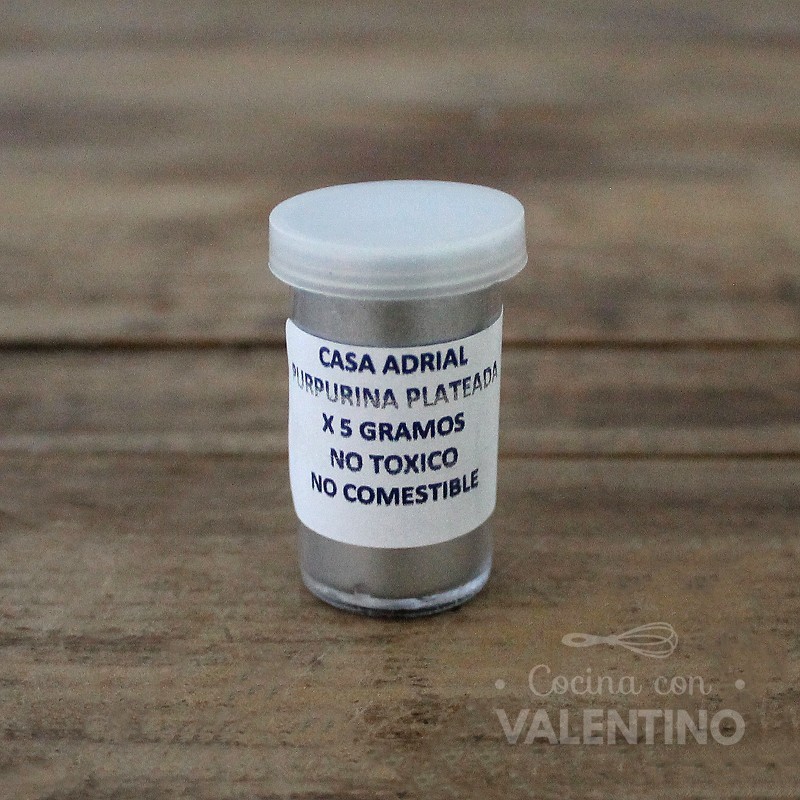 CASA ADRIAL
PURPURINA PLATEADA
X 5 GRAMOS
NO TOXICO
NO COMESTIBLE
Cocina con
VALENTINO